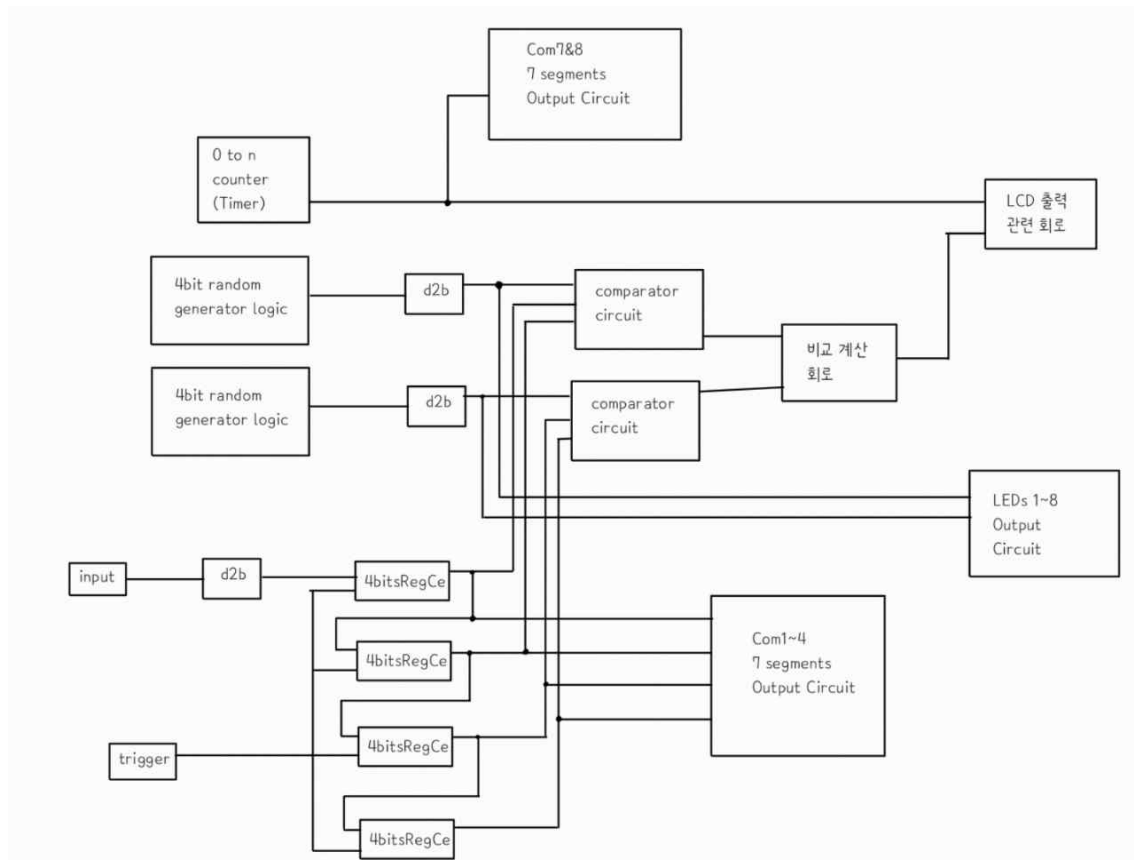 Com7&8
7 segments
Output Circuit
0 to n
counter
(Timer)
LCD 출력
관련 회로
4bit random
generator logic
d2b
comparator
circuit
비교 계산
회로
4bit random
generator logic
d2b
comparator
circuit
LEDs 1~8
Output
Circuit
input
d2b
4bitsRegCe
Com1~4
7 segments
Output Circuit
4bitsRegCe
4bitsRegCe
trigger
4bitsRegCe